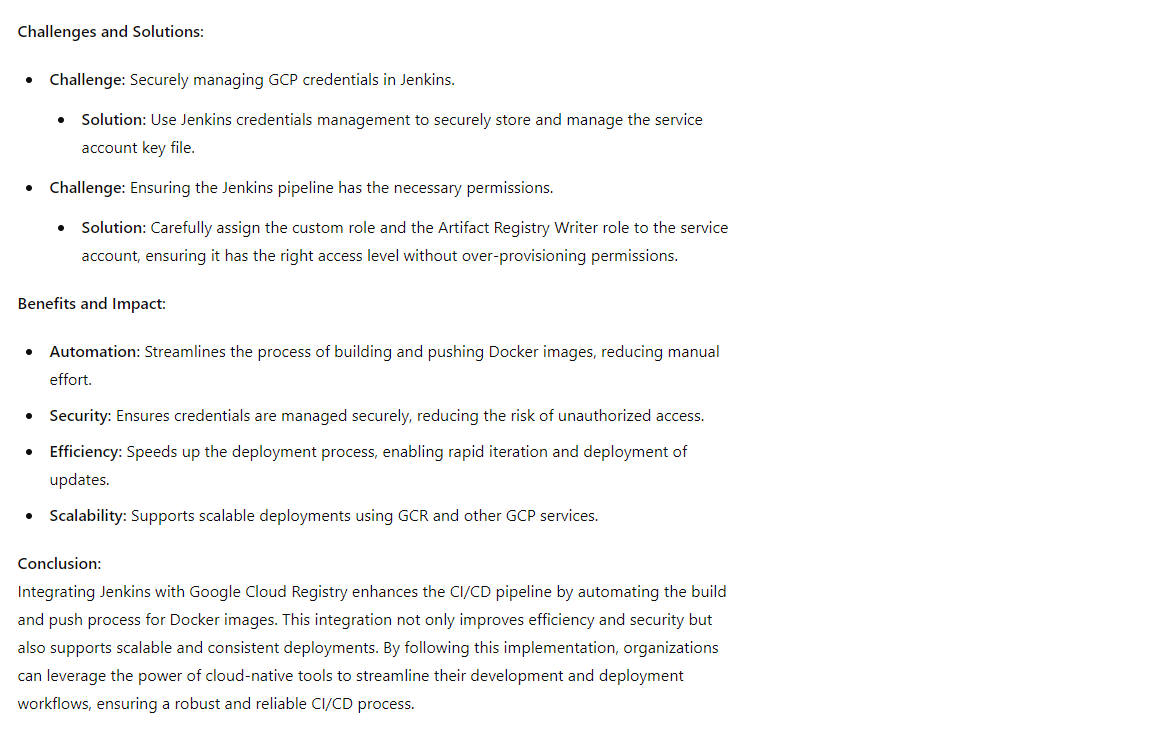 Challenges and Solutions:
Challenge: Securely managing GCP credentials in Jenkins.
Solution: Use Jenkins credentials management to securely store and manage the service
account key file.
Challenge: Ensuring the Jenkins pipeline has the necessary permissions.
Solution: Carefully assign the custom role and the Artifact Registry Writer role to the service
account, ensuring it has the right access level without over-provisioning permissions.
Benefits and Impact:
Automation: Streamlines the process of building and pushing Docker images, reducing manual
effort.
Security: Ensures credentials are managed securely, reducing the risk of unauthorized access.
Efficiency: Speeds up the deployment process, enabling rapid iteration and deployment of
updates.
Scalability: Supports scalable deployments using GCR and other GCP services.
Conclusion:
Integrating Jenkins with Google Cloud Registry enhances the CI/CD pipeline by automating the build
and push process for Docker images. This integration not only improves efficiency and security but
also supports scalable and consistent deployments. By following this implementation, organizations
can leverage the power of cloud-native tools to streamline their development and deployment
workflows, ensuring a robust and reliable CI/CD process.